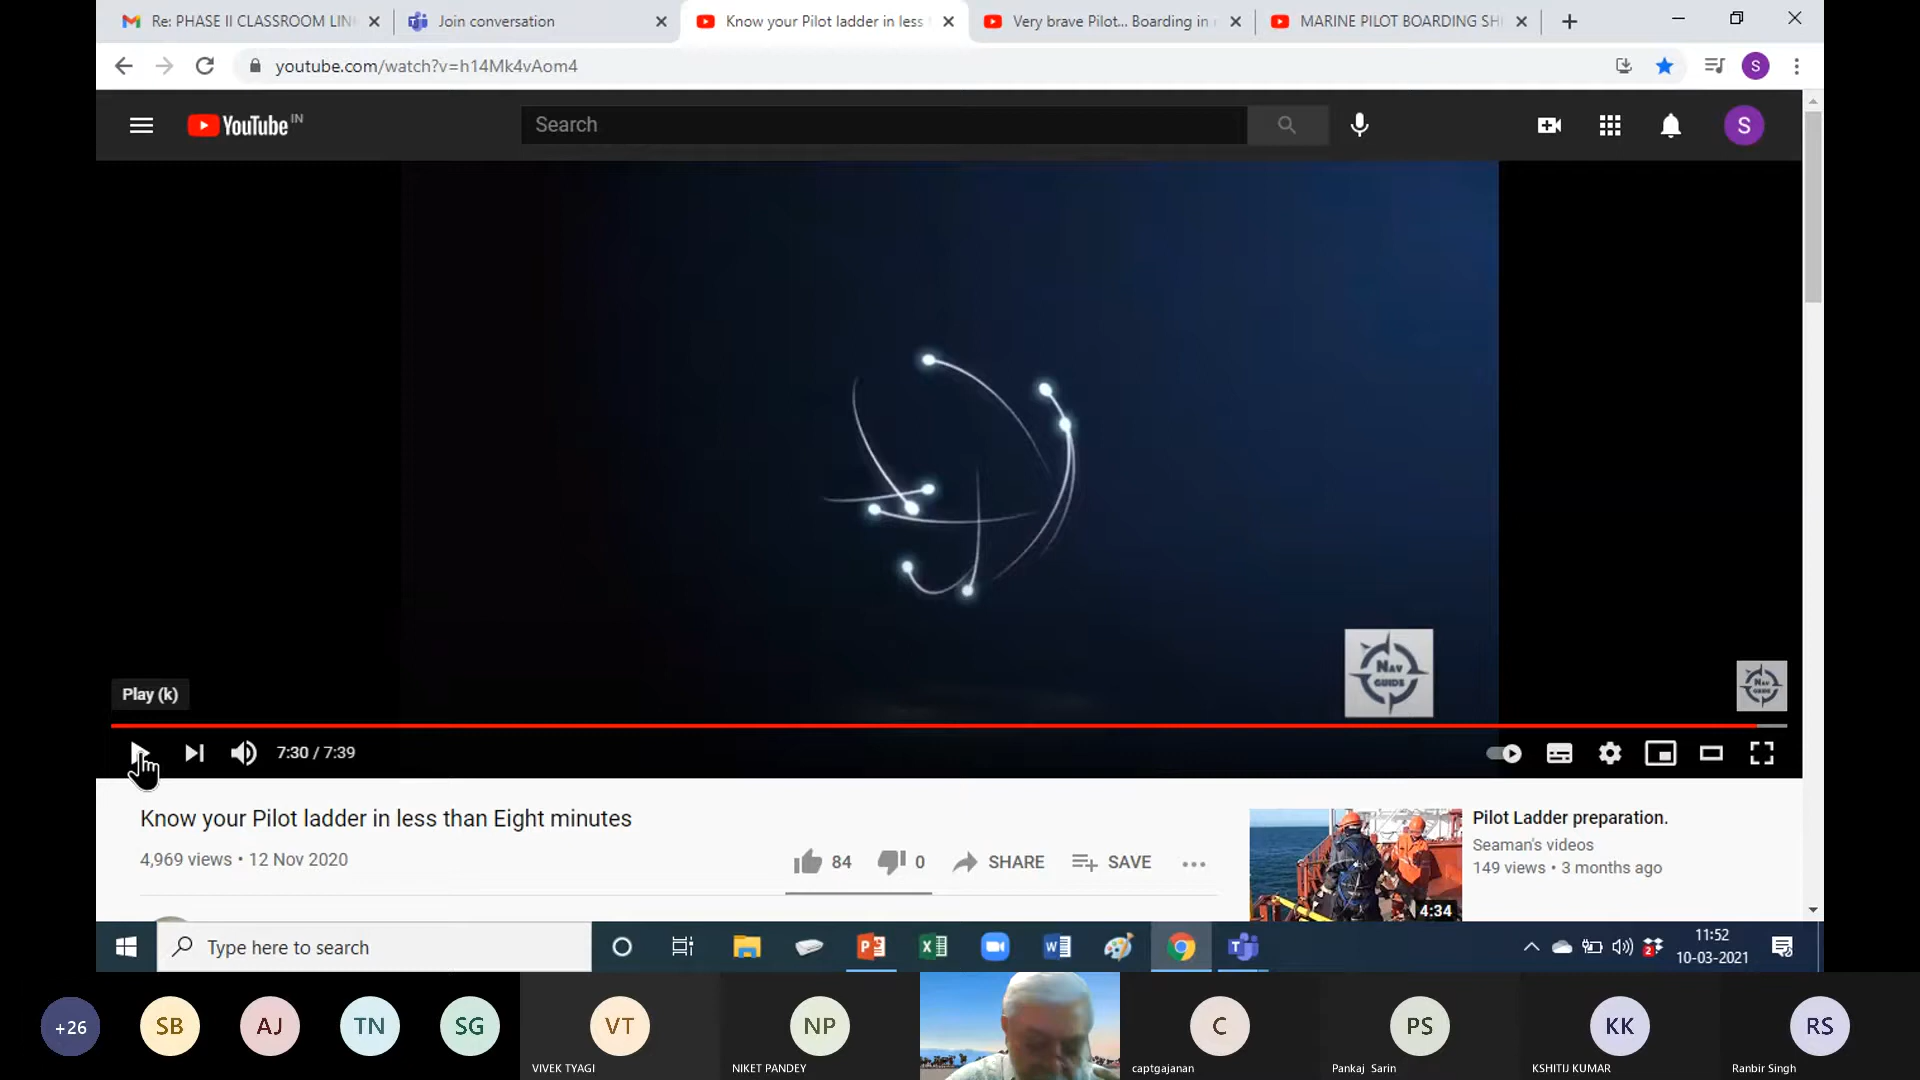 Re: PHASE II CLASSROOM LIN
Join conversation
Know your Pilot ladder in less
Very brave Pilot... Boarding in
MARINE PILOT BOARDING SH
youtube.com/watch?v=h14Mk4vAom4
S
YouTube IN
Search
S
NAV
GUIDE
NAV
GUIDE
Play (k)
7:30 / 7:39
Know your Pilot ladder in less than Eight minutes
4,969 views • 12 Nov 2020
84
0
SHARE
SAVE
Pilot Ladder preparation.
Seaman's videos
149 views • 3 months ago
4:34
Type here to search
2
11:52
10-03-2021
+26
SB
AJ
TN
SG
VT
NP
C
PS
KK
RS
VIVEK TYAGI
NIKET PANDEY
captgajanan
Pankaj Sarin
KSHITIJ KUMAR
Ranbir Singh